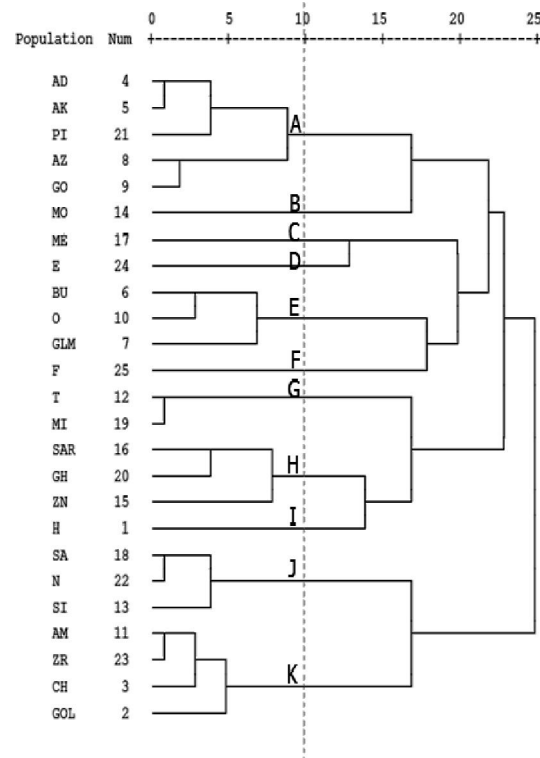 0 5 10 15 20 25
Population Num
AD 4
AK 5
A
PI 21
AZ 8
GO 9
B
MO 14
C
ME 17
D
E 24
BU 6
E
O 10
GLM 7
F
F 25
G
T 12
MI 19
SAR 16
H
GH 20
ZN 15
I
H 1
SA 18
J
N 22
SI 13
AM 11
ZR 23
K
CH 3
GOL 2